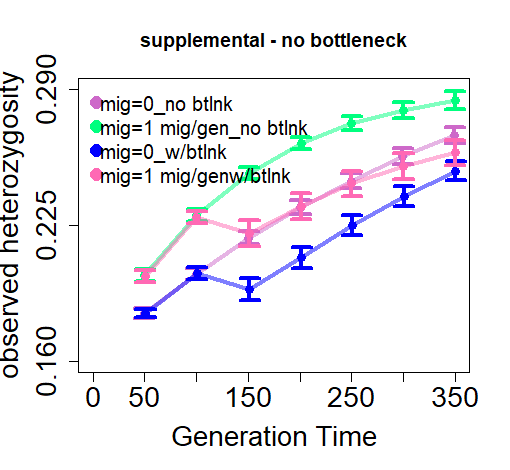 supplemental - no bottleneck
observed heterozygosity
0.290
0.225
0.160
mig=0_no btlnk
mig=1 mig/gen_no btlnk
mig=0_w/btlnk
mig=1 mig/genw/btlnk
0 50 150 250 350
Generation Time